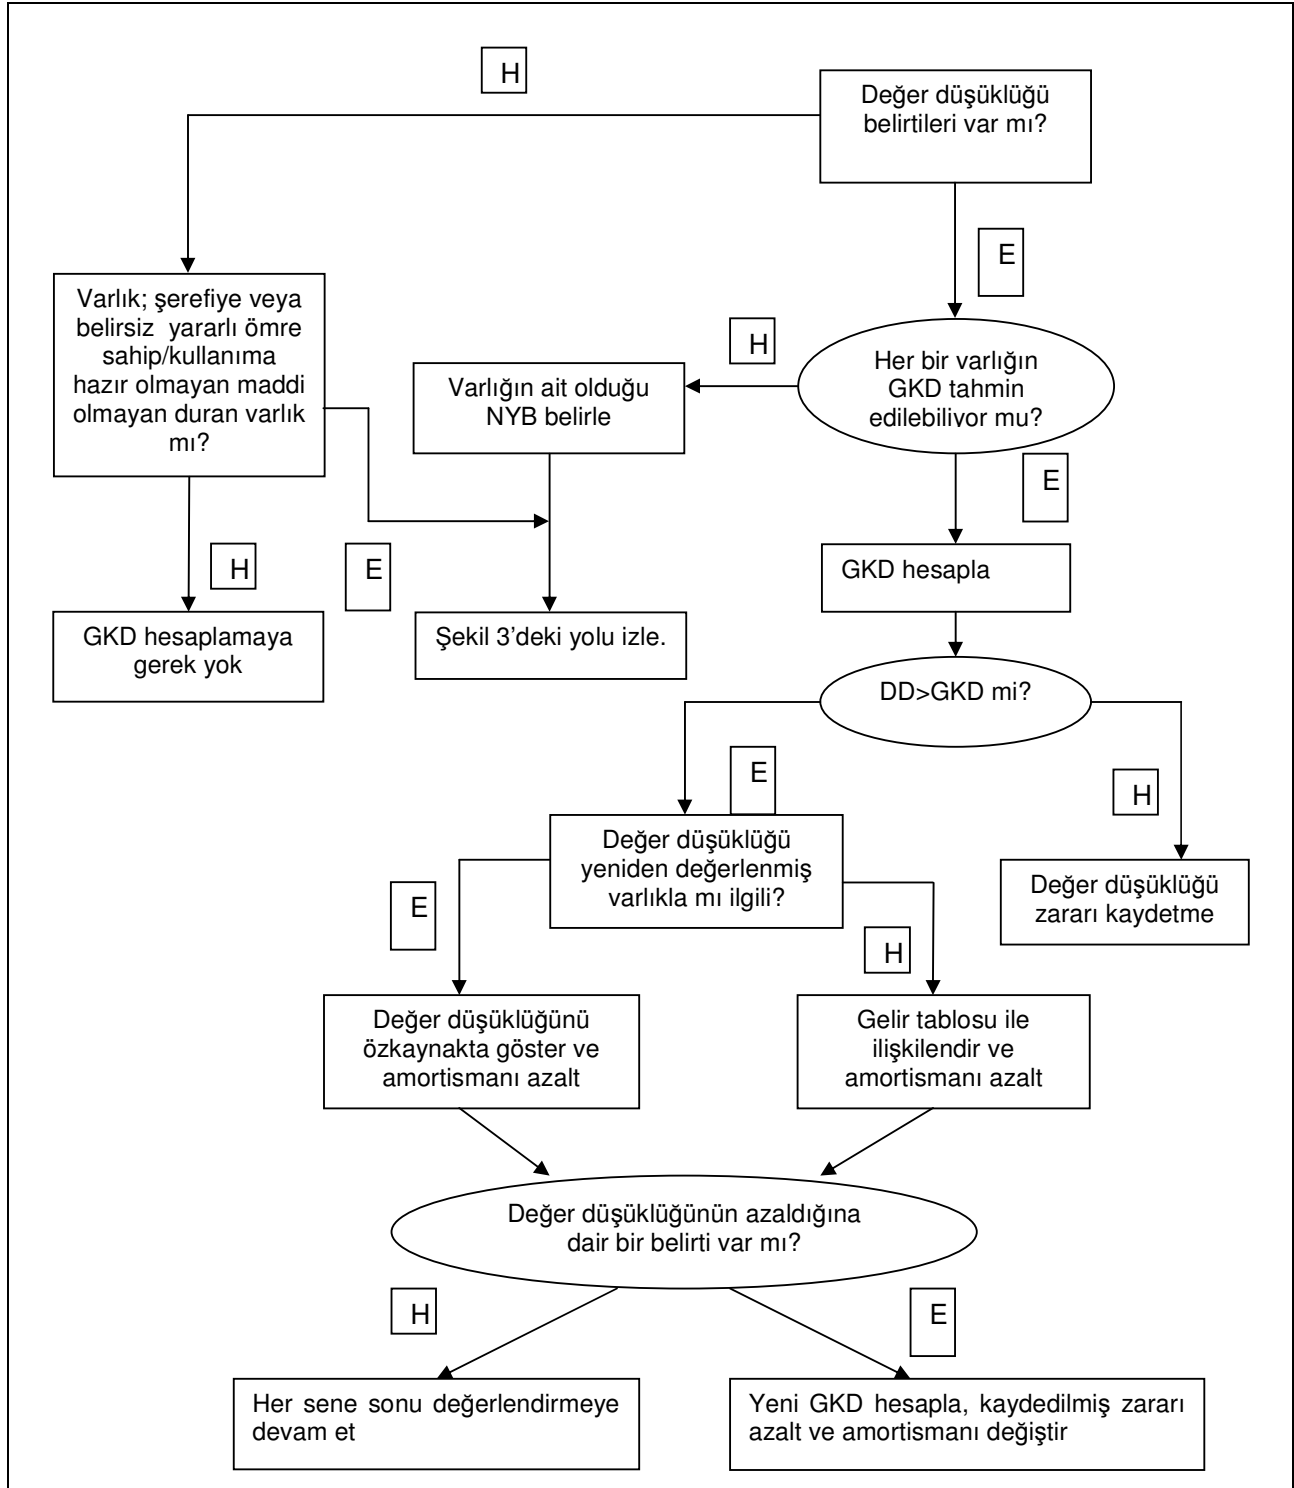 H
Değer düşüklüğü
belirtileri var mı?
E
Varlık; şerefiye veya
belirsiz yararlı ömre
sahip/kullanıma
hazır olmayan maddi
olmayan duran varlık
mı?
H
Her bir varlığın
GKD tahmin
edilebiliyor mu?
Varlığın ait olduğu
NYB belirle
E
H
E
GKD hesapla
GKD hesaplamaya
gerek yok
Şekil 3’deki yolu izle.
DD>GKD mi?
E
H
Değer düşüklüğü
yeniden değerlenmiş
varlıkla mı ilgili?
Değer düşüklüğü
zararı kaydetme
E
H
Değer düşüklüğünü
özkaynakta göster ve
amortismanı azalt
Gelir tablosu ile
ilişkilendir ve
amortismanı azalt
Değer düşüklüğünün azaldığına
dair bir belirti var mı?
H
E
Her sene sonu değerlendirmeye
devam et
Yeni GKD hesapla, kaydedilmiş zararı
azalt ve amortismanı değiştir